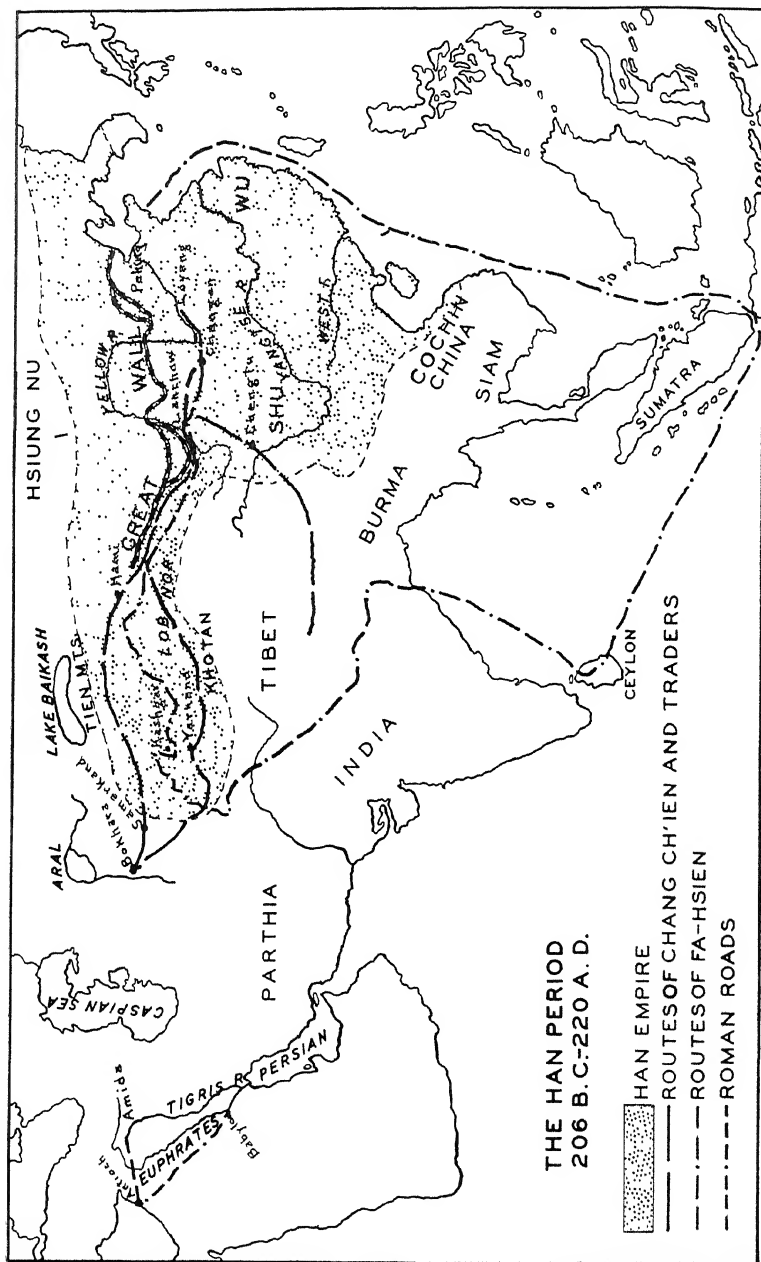 HSIUNG NU
LAKE BAIKASH
TIEN MTS.
ARAL
Bokhara
Samarkand
Kashgar
Yarkand
KHOTAN
LOB NOR
Hami
GREAT
WALL
YELLOW R
Peking
Lanchow
Loyang
Changan
Chengtu
SHU
YANG
SE R
WU
WEST R
TIBET
BURMA
COCHIN
CHINA
SIAM
SUMATRA
CEYLON
INDIA
PARTHIA
CASPIAN SEA
Amida
TIGRIS R
Antioch
EUPHRATES
Babylon
PERSIAN
THE HAN PERIOD
206 B.C.-220 A.D.
HAN EMPIRE
ROUTES OF CHANG CH'IEN AND TRADERS
ROUTES OF FA-HSIEN
ROMAN ROADS